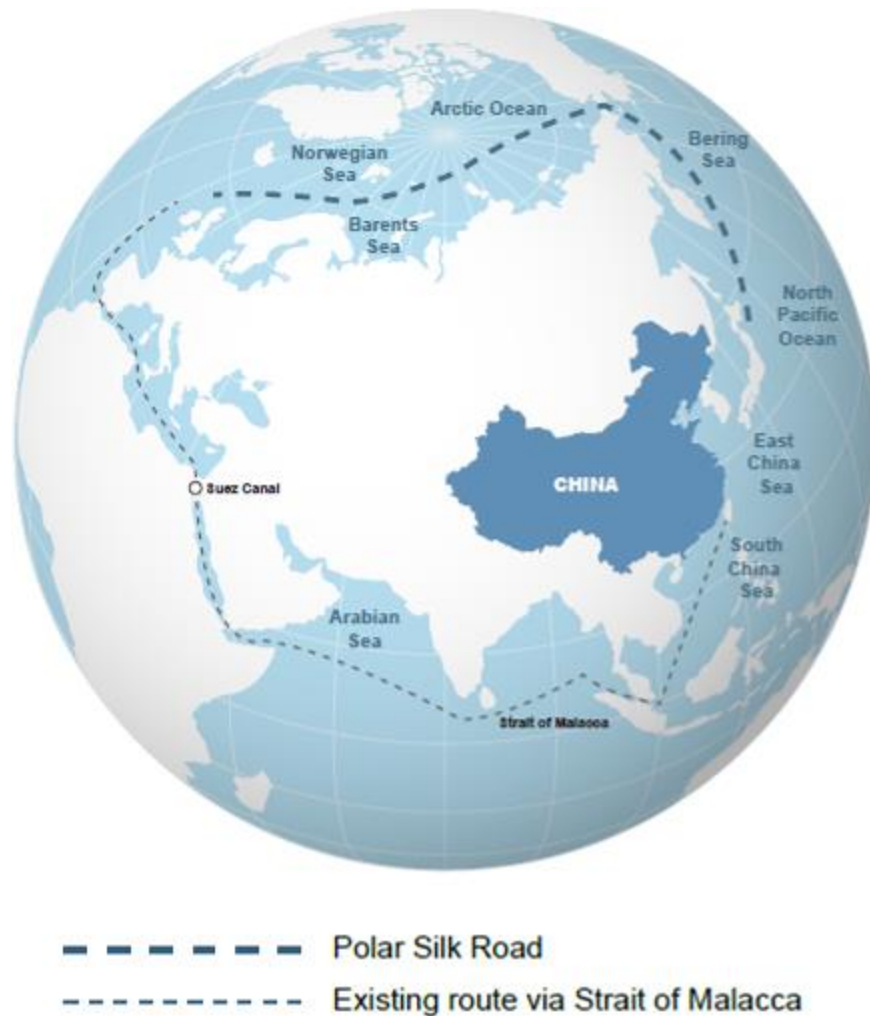 Arctic Ocean
Bering
Sea
Norwegian
Sea
Barents
Sea
North
Pacific
Ocean
East
China
Sea
CHINA
Suez Canal
South
China
Sea
Arabian
Sea
Strait of Malacca
Polar Silk Road
Existing route via Strait of Malacca